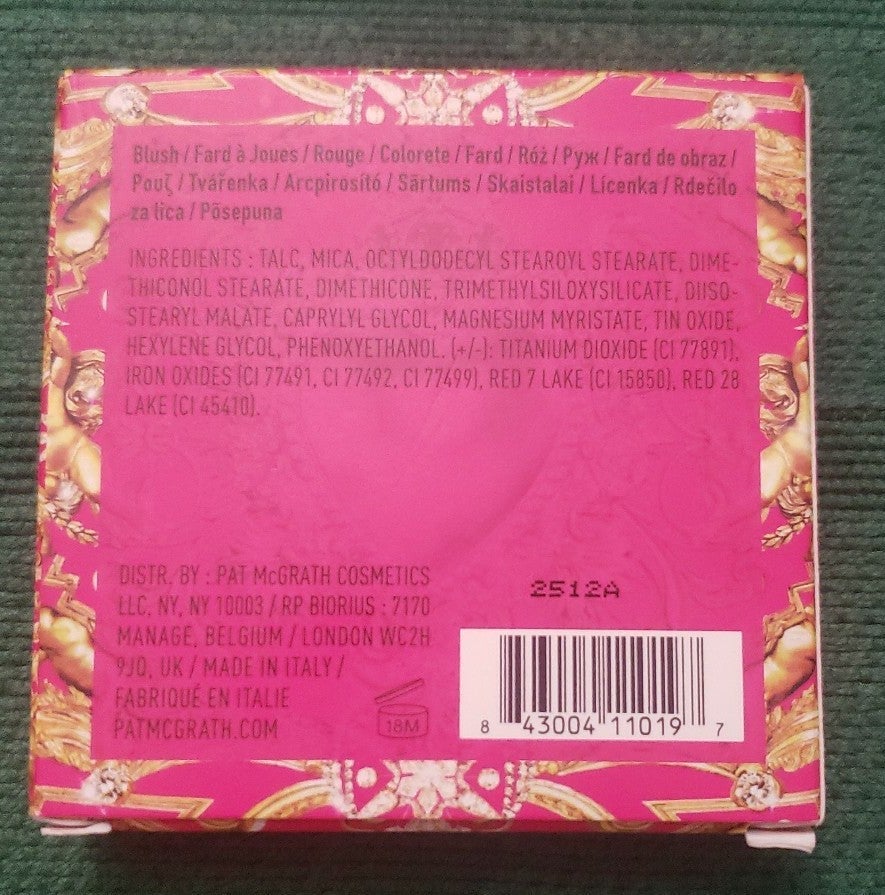 Blush / Fard à Joues / Rouge / Colorete / Fard / Róż / Руж / Fard de obraz /
Ρουζ / Tvářenka / Arcpirosító / Sārtums / Skaistalai / Lícenka / Rdečilo
za lica / Põsepuna
INGREDIENTS : TALC, MICA, OCTYLDODECYL STEAROYL STEARATE, DIME-
THICONOL STEARATE, DIMETHICONE, TRIMETHYLSILOXYSILICATE, DIISO-
STEARYL MALATE, CAPRYLYL GLYCOL, MAGNESIUM MYRISTATE, TIN OXIDE,
HEXYLENE GLYCOL, PHENOXYETHANOL. (+/-): TITANIUM DIOXIDE (CI 77891),
IRON OXIDES (CI 77491, CI 77492, CI 77499), RED 7 LAKE (CI 15850), RED 28
LAKE (CI 45410).
DISTR. BY : PAT McGRATH COSMETICS
LLC, NY, NY 10003 / RP BIORIUS : 7170
MANAGE, BELGIUM / LONDON WC2H
9JQ, UK / MADE IN ITALY /
FABRIQUÉ EN ITALIE
PATMCGRATH.COM
18M
2512A
8 43004 11019 7